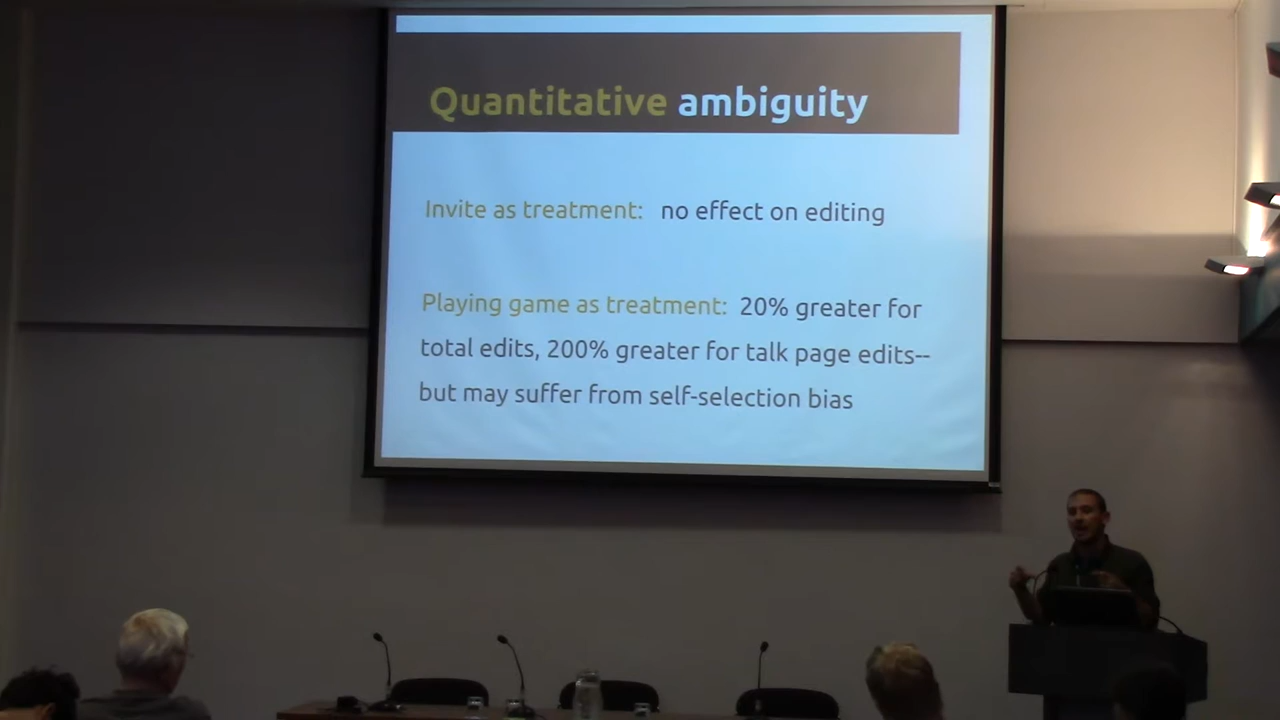 Quantitative ambiguity
Invite as treatment: no effect on editing
Playing game as treatment: 20% greater for
total edits, 200% greater for talk page edits--
but may suffer from self-selection bias